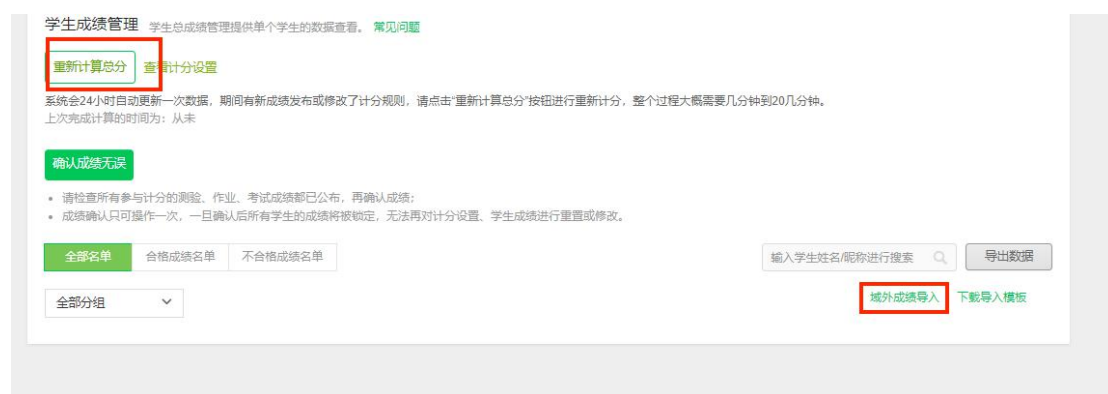 学生成绩管理 学生总成绩管理提供单个学生的数据查看。 常见问题
重新计算总分 查看计分设置
系统会24小时自动更新一次数据，期间有新成绩发布或修改了计分规则，请点击“重新计算总分”按钮进行重新计分，整个过程大概需要几分钟到20几分钟。
上次完成计算的时间为：从未
确认成绩无误
• 请检查所有参与计分的测验、作业、考试成绩都已公布，再确认成绩；
• 成绩确认只可操作一次，一旦确认后所有学生的成绩将被锁定，无法再对计分设置、学生成绩进行重置或修改。
全部名单 合格成绩名单 不合格成绩名单 输入学生姓名/昵称进行搜索 导出数据
全部分组 域外成绩导入 下载导入模板